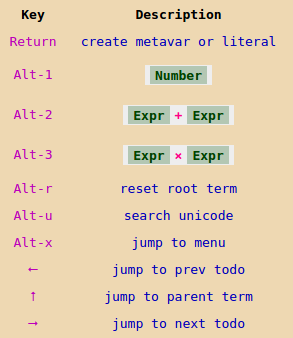 Key Description
Return create metavar or literal
Alt-1 Number
Alt-2 Expr + Expr
Alt-3 Expr × Expr
Alt-r reset root term
Alt-u search unicode
Alt-x jump to menu
← jump to prev todo
↑ jump to parent term
→ jump to next todo